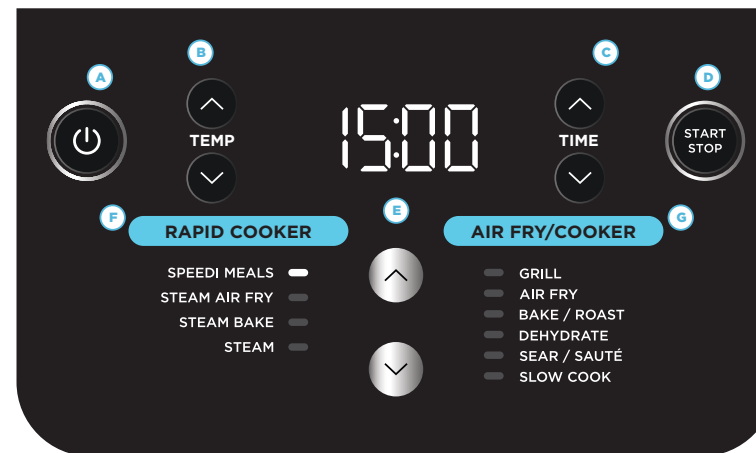 B
C
A
D
TEMP
15:00
TIME
START
STOP
E
F
G
RAPID COOKER
AIR FRY/COOKER
SPEEDI MEALS
STEAM AIR FRY
STEAM BAKE
STEAM
GRILL
AIR FRY
BAKE / ROAST
DEHYDRATE
SEAR / SAUTÉ
SLOW COOK